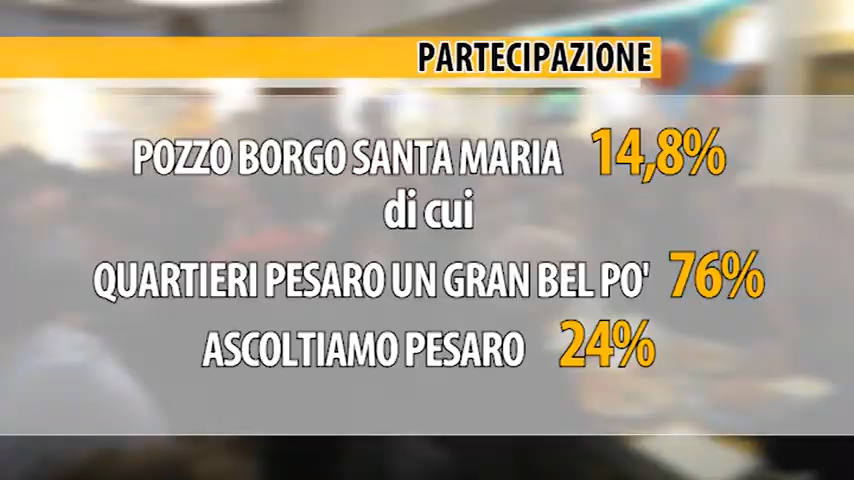 PARTECIPAZIONE
POZZO BORGO SANTA MARIA 14,8%
di cui
QUARTIERI PESARO UN GRAN BEL PO' 76%
ASCOLTIAMO PESARO 24%